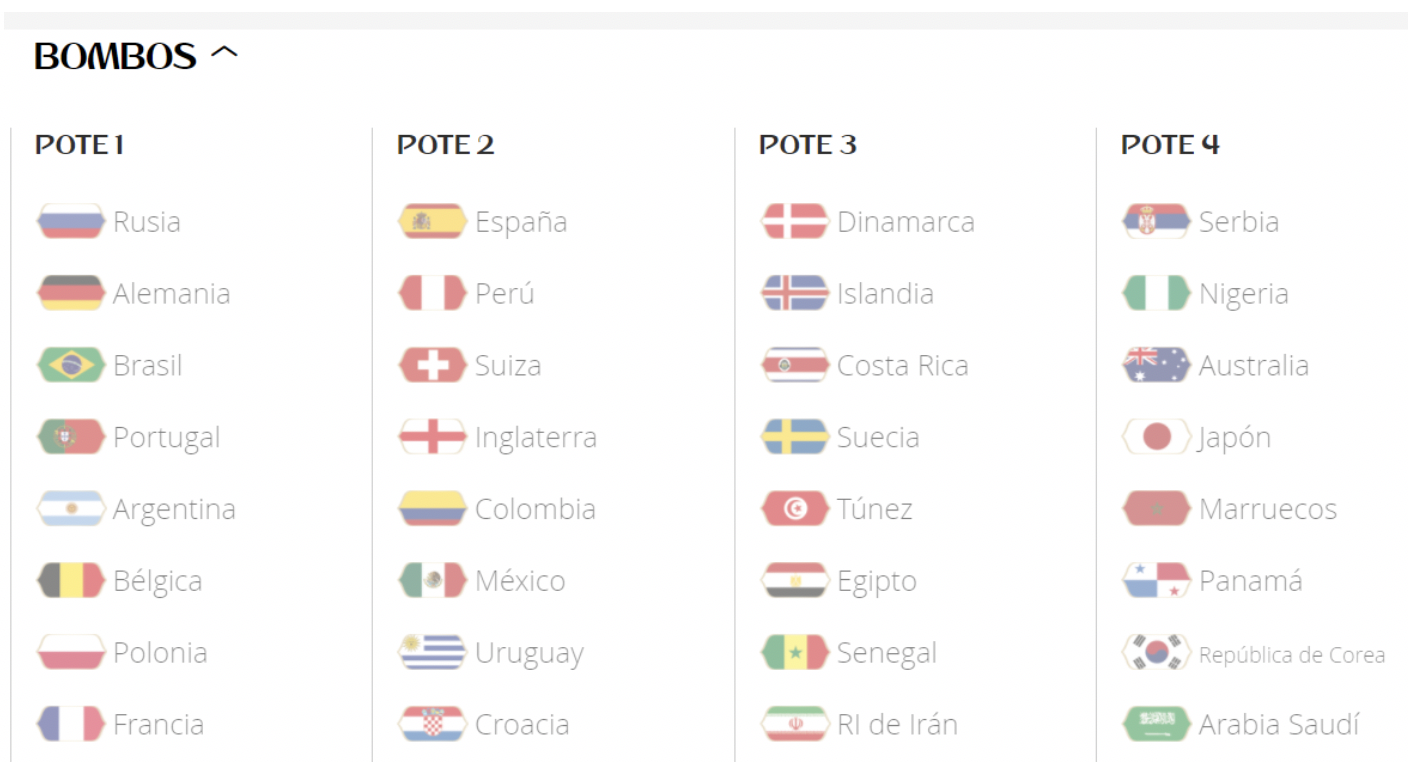 BOMBOS
POTE 1
Rusia
Alemania
Brasil
Portugal
Argentina
Bélgica
Polonia
Francia
POTE 2
España
Perú
Suiza
Inglaterra
Colombia
México
Uruguay
Croacia
POTE 3
Dinamarca
Islandia
Costa Rica
Suecia
Túnez
Egipto
Senegal
RI de Irán
POTE 4
Serbia
Nigeria
Australia
Japón
Marruecos
Panamá
República de Corea
Arabia Saudí